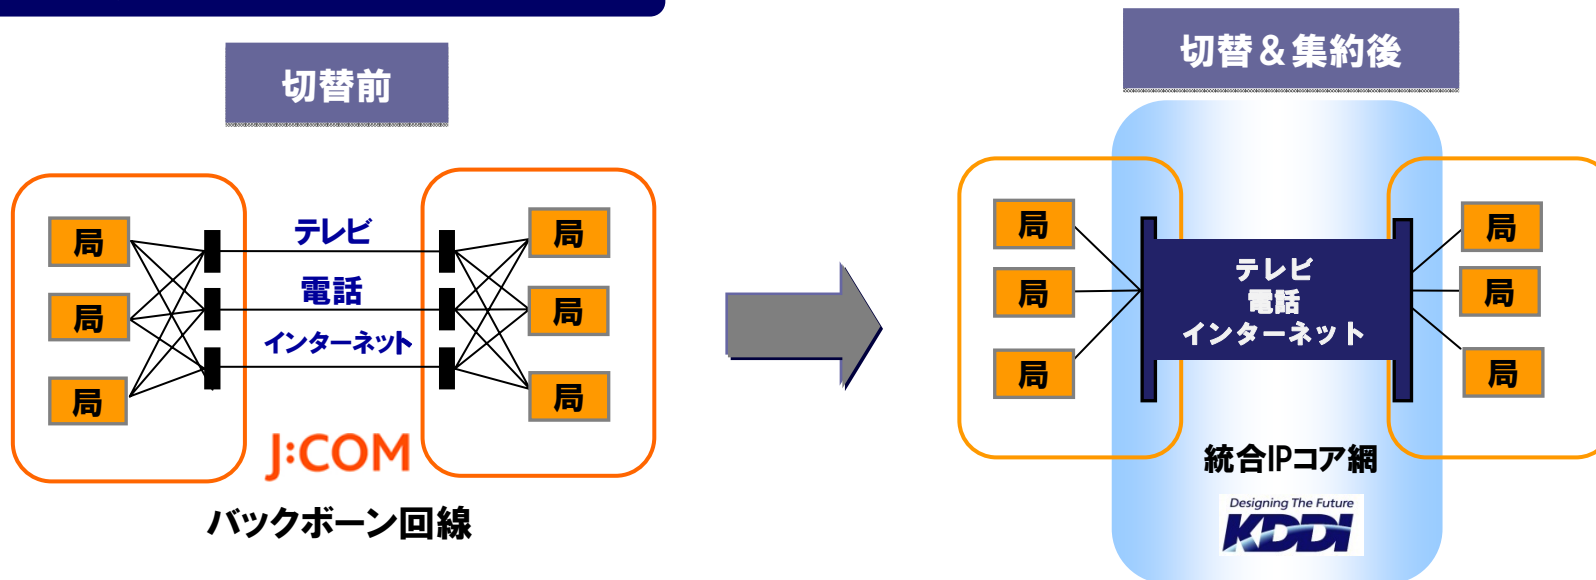 切替前
切替＆集約後
局
局
局
テレビ
電話
インターネット
局
局
局
J:COM
バックボーン回線
局
局
局
テレビ
電話
インターネット
局
局
局
統合IPコア網
Designing The Future
KDDI